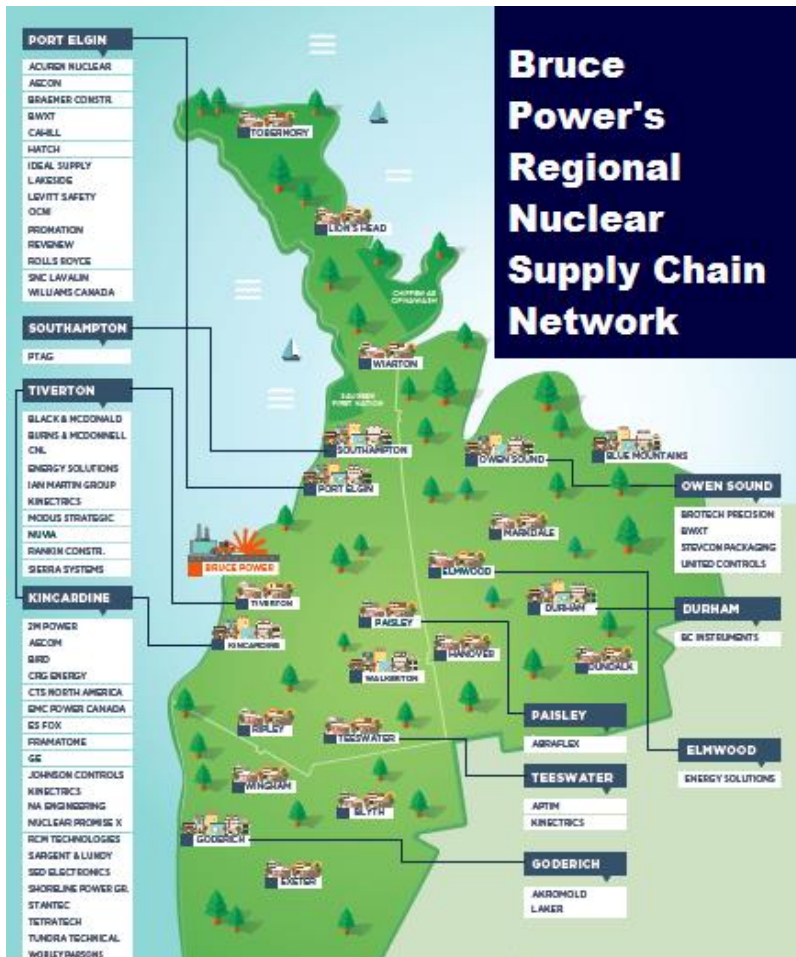 Bruce
Power's
Regional
Nuclear
Supply Chain
Network
PORT ELGIN
ACUREN NUCLEAR
AECON
BRAEMER CONSTR.
BWXT
CAHILL
HATCH
IDEAL SUPPLY
LAKESIDE
LEVITT SAFETY
OCNI
PROMATION
REVENEW
ROLLS ROYCE
SNC LAVALIN
WILLIAMS CANADA
SOUTHAMPTON
PTAG
TIVERTON
BLACK & MCDONALD
BURNS & MCDONNELL
CNL
ENERGY SOLUTIONS
IAN MARTIN GROUP
KINECTRICS
MODUS STRATEGIC
NUVIA
RANKIN CONSTR.
SIERRA SYSTEMS
KINCARDINE
2M POWER
AECOM
BIRD
CRG ENERGY
CTS NORTH AMERICA
EMC POWER CANADA
ES FOX
FRAMATOME
GE
JOHNSON CONTROLS
KINECTRICS
NA ENGINEERING
NUCLEAR PROMISE X
RCM TECHNOLOGIES
SARGENT & LUNDY
SED ELECTRONICS
SHORELINE POWER GR.
STANTEC
TETRATECH
TUNDRA TECHNICAL
WORLEY PARSONS
TOBERMORY
LION'S HEAD
WIARTON
SAUGEEN
FIRST NATION
SOUTHAMPTON
OWEN SOUND
BLUE MOUNTAINS
PORT ELGIN
MARKDALE
BRUCE POWER
ELMWOOD
TIVERTON
DURHAM
PAISLEY
KINCARDINE
HANOVER
DUNDALK
WALKERTON
RIPLEY
TEESWATER
WINGHAM
BLYTH
GODERICH
EXETER
OWEN SOUND
BROTECH PRECISION
BWXT
STEVCON PACKAGING
UNITED CONTROLS
DURHAM
BC INSTRUMENTS
PAISLEY
ABRAFLEX
ELMWOOD
ENERGY SOLUTIONS
TEESWATER
APTIM
KINECTRICS
GODERICH
AKROMOLD
LAKER